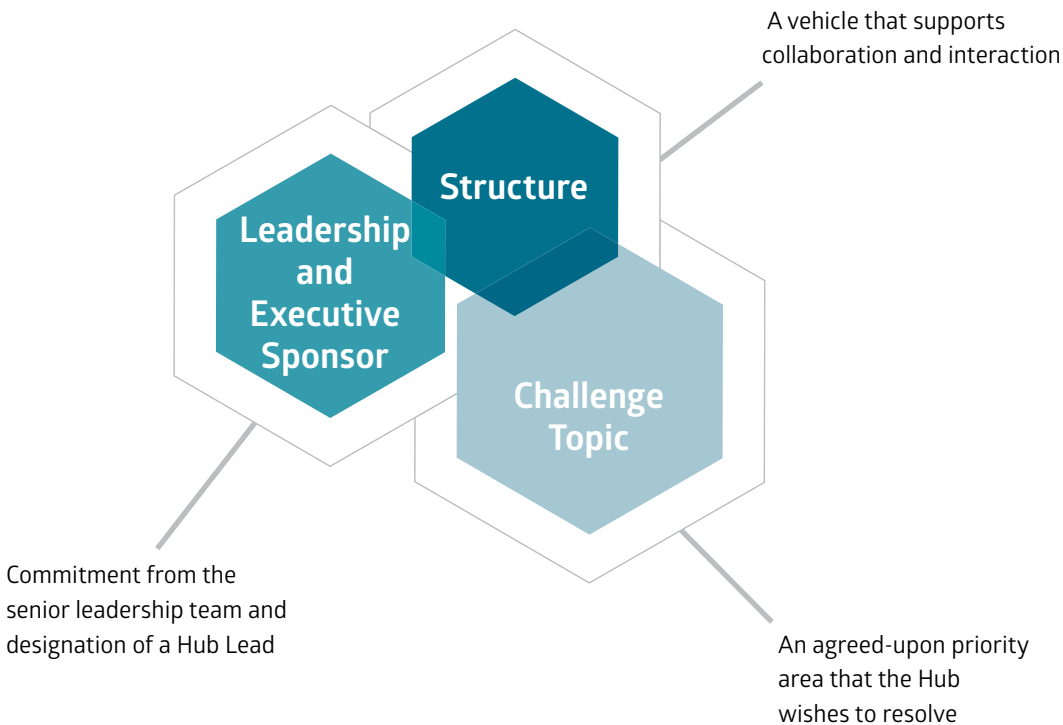 A vehicle that supports
collaboration and interaction
Structure
Leadership
and
Executive
Sponsor
Challenge
Topic
Commitment from the
senior leadership team and
designation of a Hub Lead
An agreed-upon priority
area that the Hub
wishes to resolve